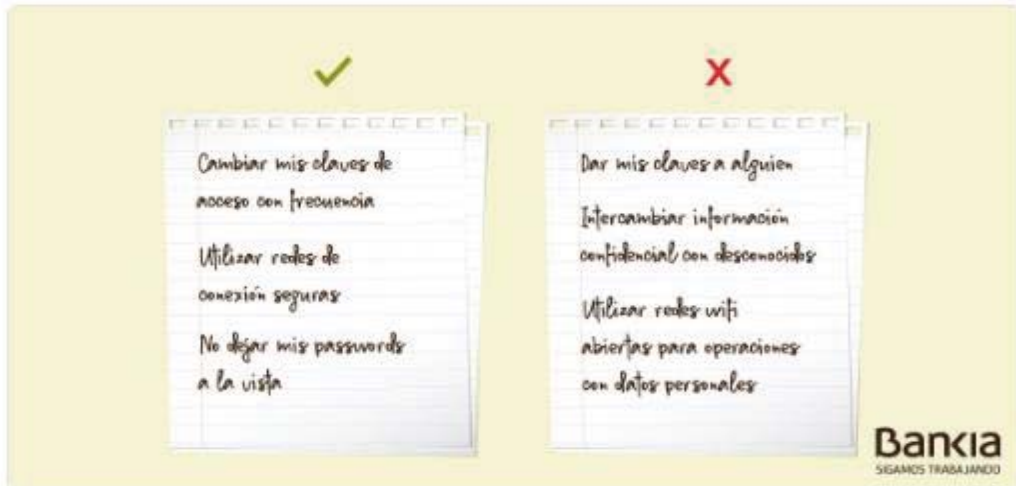 Cambiar mis claves de
acceso con frecuencia
Utilizar redes de
conexión seguras
No dejar mis passwords
a la vista
Dar mis claves a alguien
Intercambiar información
confidencial con desconocidos
Utilizar redes wifi
abiertas para operaciones
con datos personales
Bankia
SIGAMOS TRABAJANDO